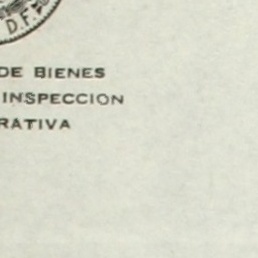 D.F.
DE BIENES
INSPECCION
RATIVA